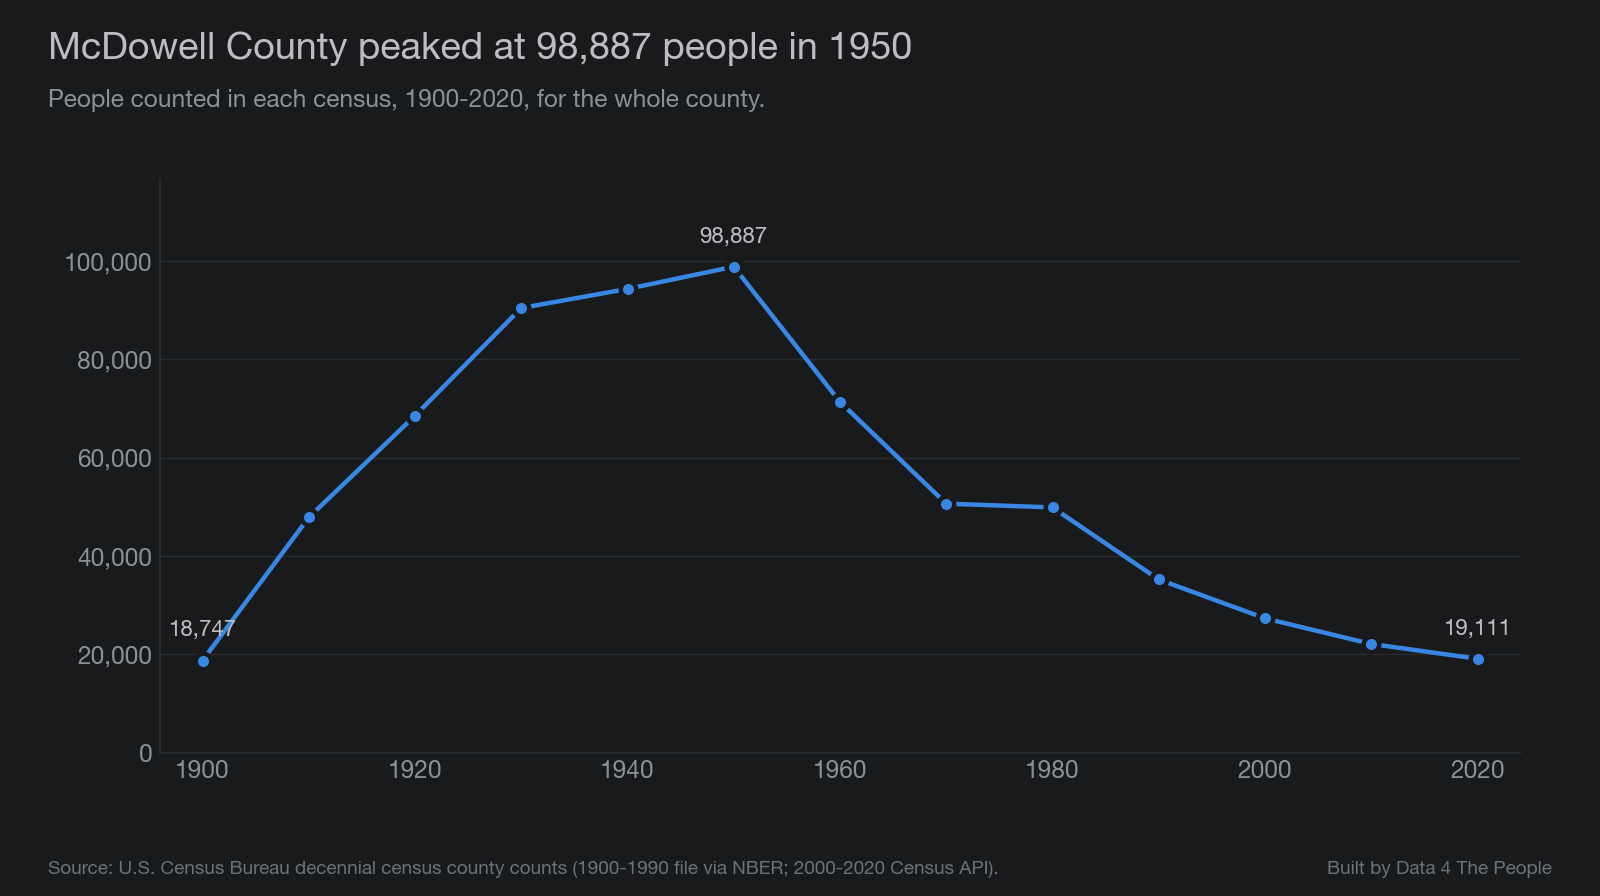 McDowell County peaked at 98,887 people in 1950
People counted in each census, 1900-2020, for the whole county.
98,887
100,000
80,000
60,000
40,000
18,747
19,111
20,000
0
1900 1920 1940 1960 1980 2000 2020
Source: U.S. Census Bureau decennial census county counts (1900-1990 file via NBER; 2000-2020 Census API).
Built by Data 4 The People